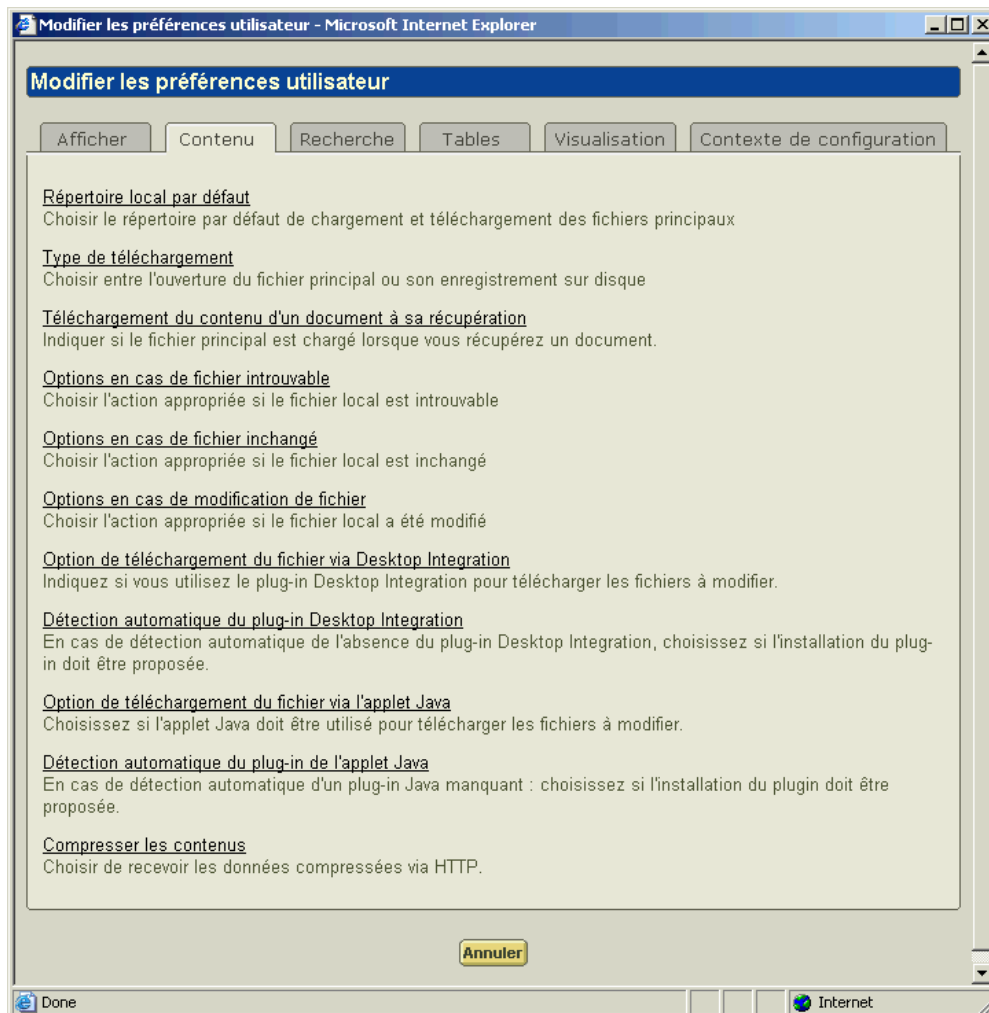 Modifier les préférences utilisateur - Microsoft Internet Explorer
Modifier les préférences utilisateur
Afficher Contenu Recherche Tables Visualisation Contexte de configuration
Répertoire local par défaut
Choisir le répertoire par défaut de chargement et téléchargement des fichiers principaux
Type de téléchargement
Choisir entre l'ouverture du fichier principal ou son enregistrement sur disque
Téléchargement du contenu d'un document à sa récupération
Indiquer si le fichier principal est chargé lorsque vous récupérez un document.
Options en cas de fichier introuvable
Choisir l'action appropriée si le fichier local est introuvable
Options en cas de fichier inchangé
Choisir l'action appropriée si le fichier local est inchangé
Options en cas de modification de fichier
Choisir l'action appropriée si le fichier local a été modifié
Option de téléchargement du fichier via Desktop Integration
Indiquez si vous utilisez le plug-in Desktop Integration pour télécharger les fichiers à modifier.
Détection automatique du plug-in Desktop Integration
En cas de détection automatique de l'absence du plug-in Desktop Integration, choisissez si l'installation du plug-
in doit être proposée.
Option de téléchargement du fichier via l'applet Java
Choisissez si l'applet Java doit être utilisé pour télécharger les fichiers à modifier.
Détection automatique du plug-in de l'applet Java
En cas de détection automatique d'un plug-in Java manquant : choisissez si l'installation du plugin doit être
proposée.
Compresser les contenus
Choisir de recevoir les données compressées via HTTP.
Annuler
Done Internet